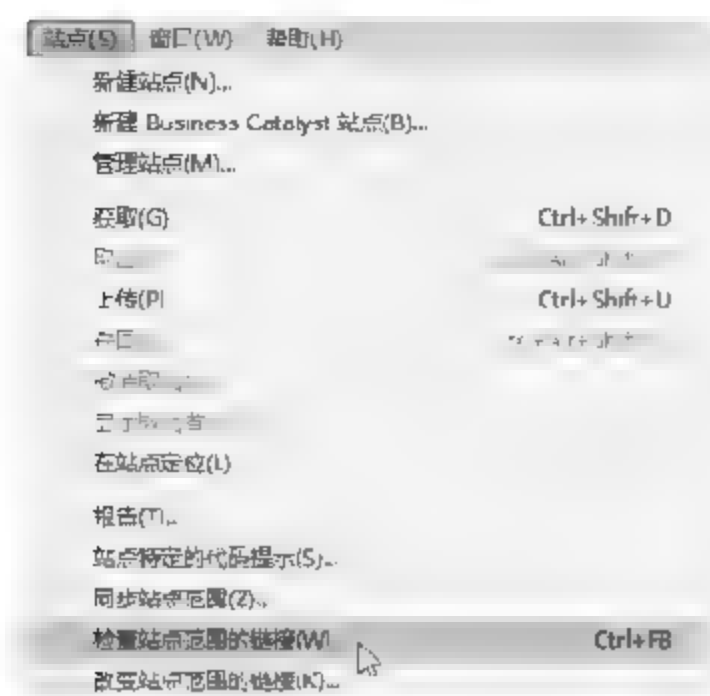 站点(S) 窗口(W) 帮助(H)
新建站点(N)...
新建 Business Catalyst 站点(B)...
管理站点(M)...
获取(G) Ctrl+Shift+D
上传(P) Ctrl+Shift+U
在站点定位(L)
报告(T)...
站点特定的代码提示(S)...
同步站点范围(Z)...
检查站点范围的链接(W) Ctrl+F8
改变站点范围的链接(K)...